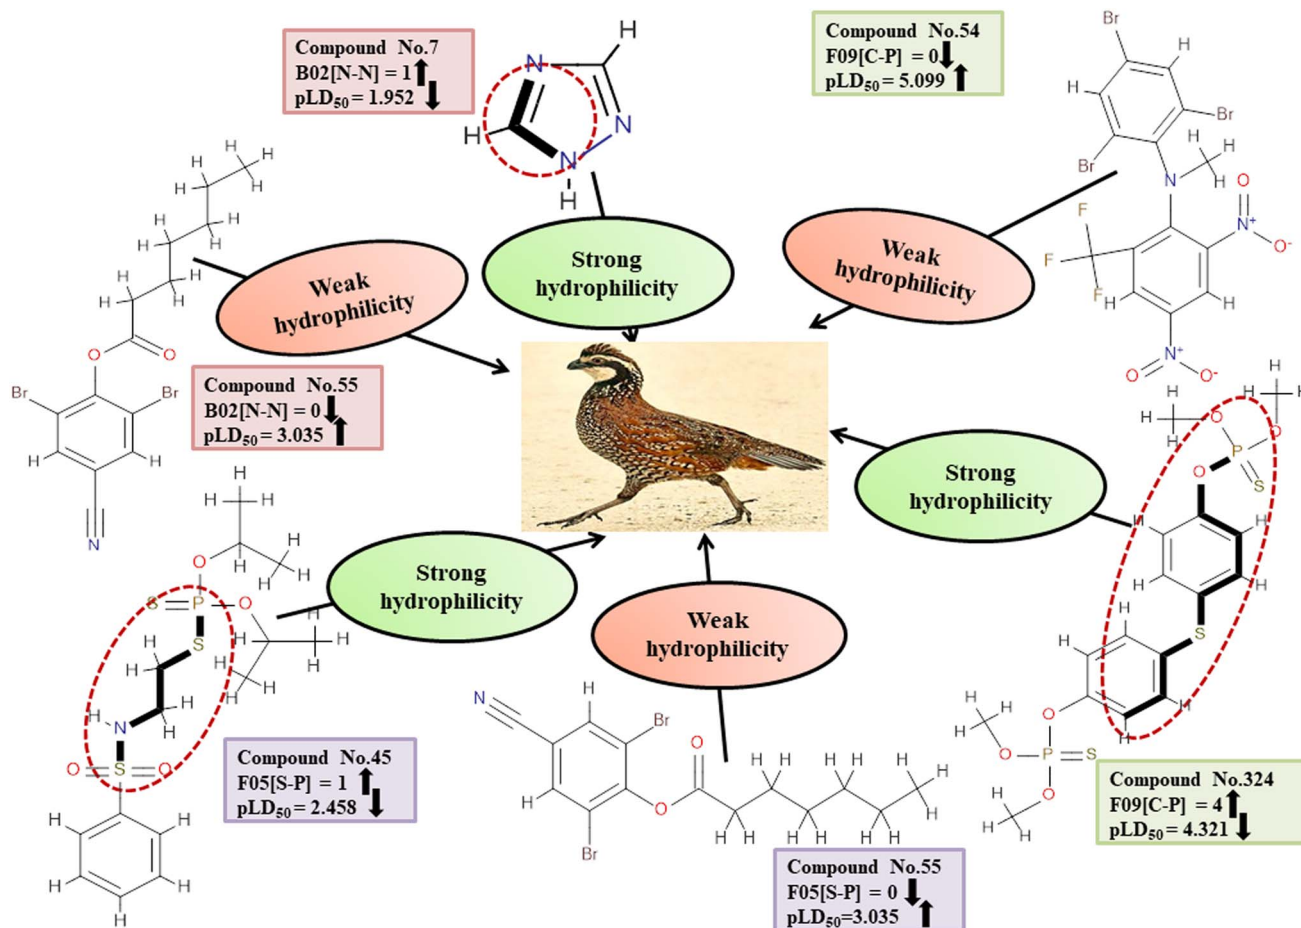 Compound No.7
B02[N-N] = 1
pLD50 = 1.952
Compound No.54
F09[C-P] = 0
pLD50 = 5.099
Strong
hydrophilicity
Weak
hydrophilicity
Weak
hydrophilicity
Compound No.55
B02[N-N] = 0
pLD50 = 3.035
Strong
hydrophilicity
Strong
hydrophilicity
Weak
hydrophilicity
Compound No.45
F05[S-P] = 1
pLD50 = 2.458
Compound No.324
F09[C-P] = 4
pLD50 = 4.321
Compound No.55
F05[S-P] = 0
pLD50=3.035